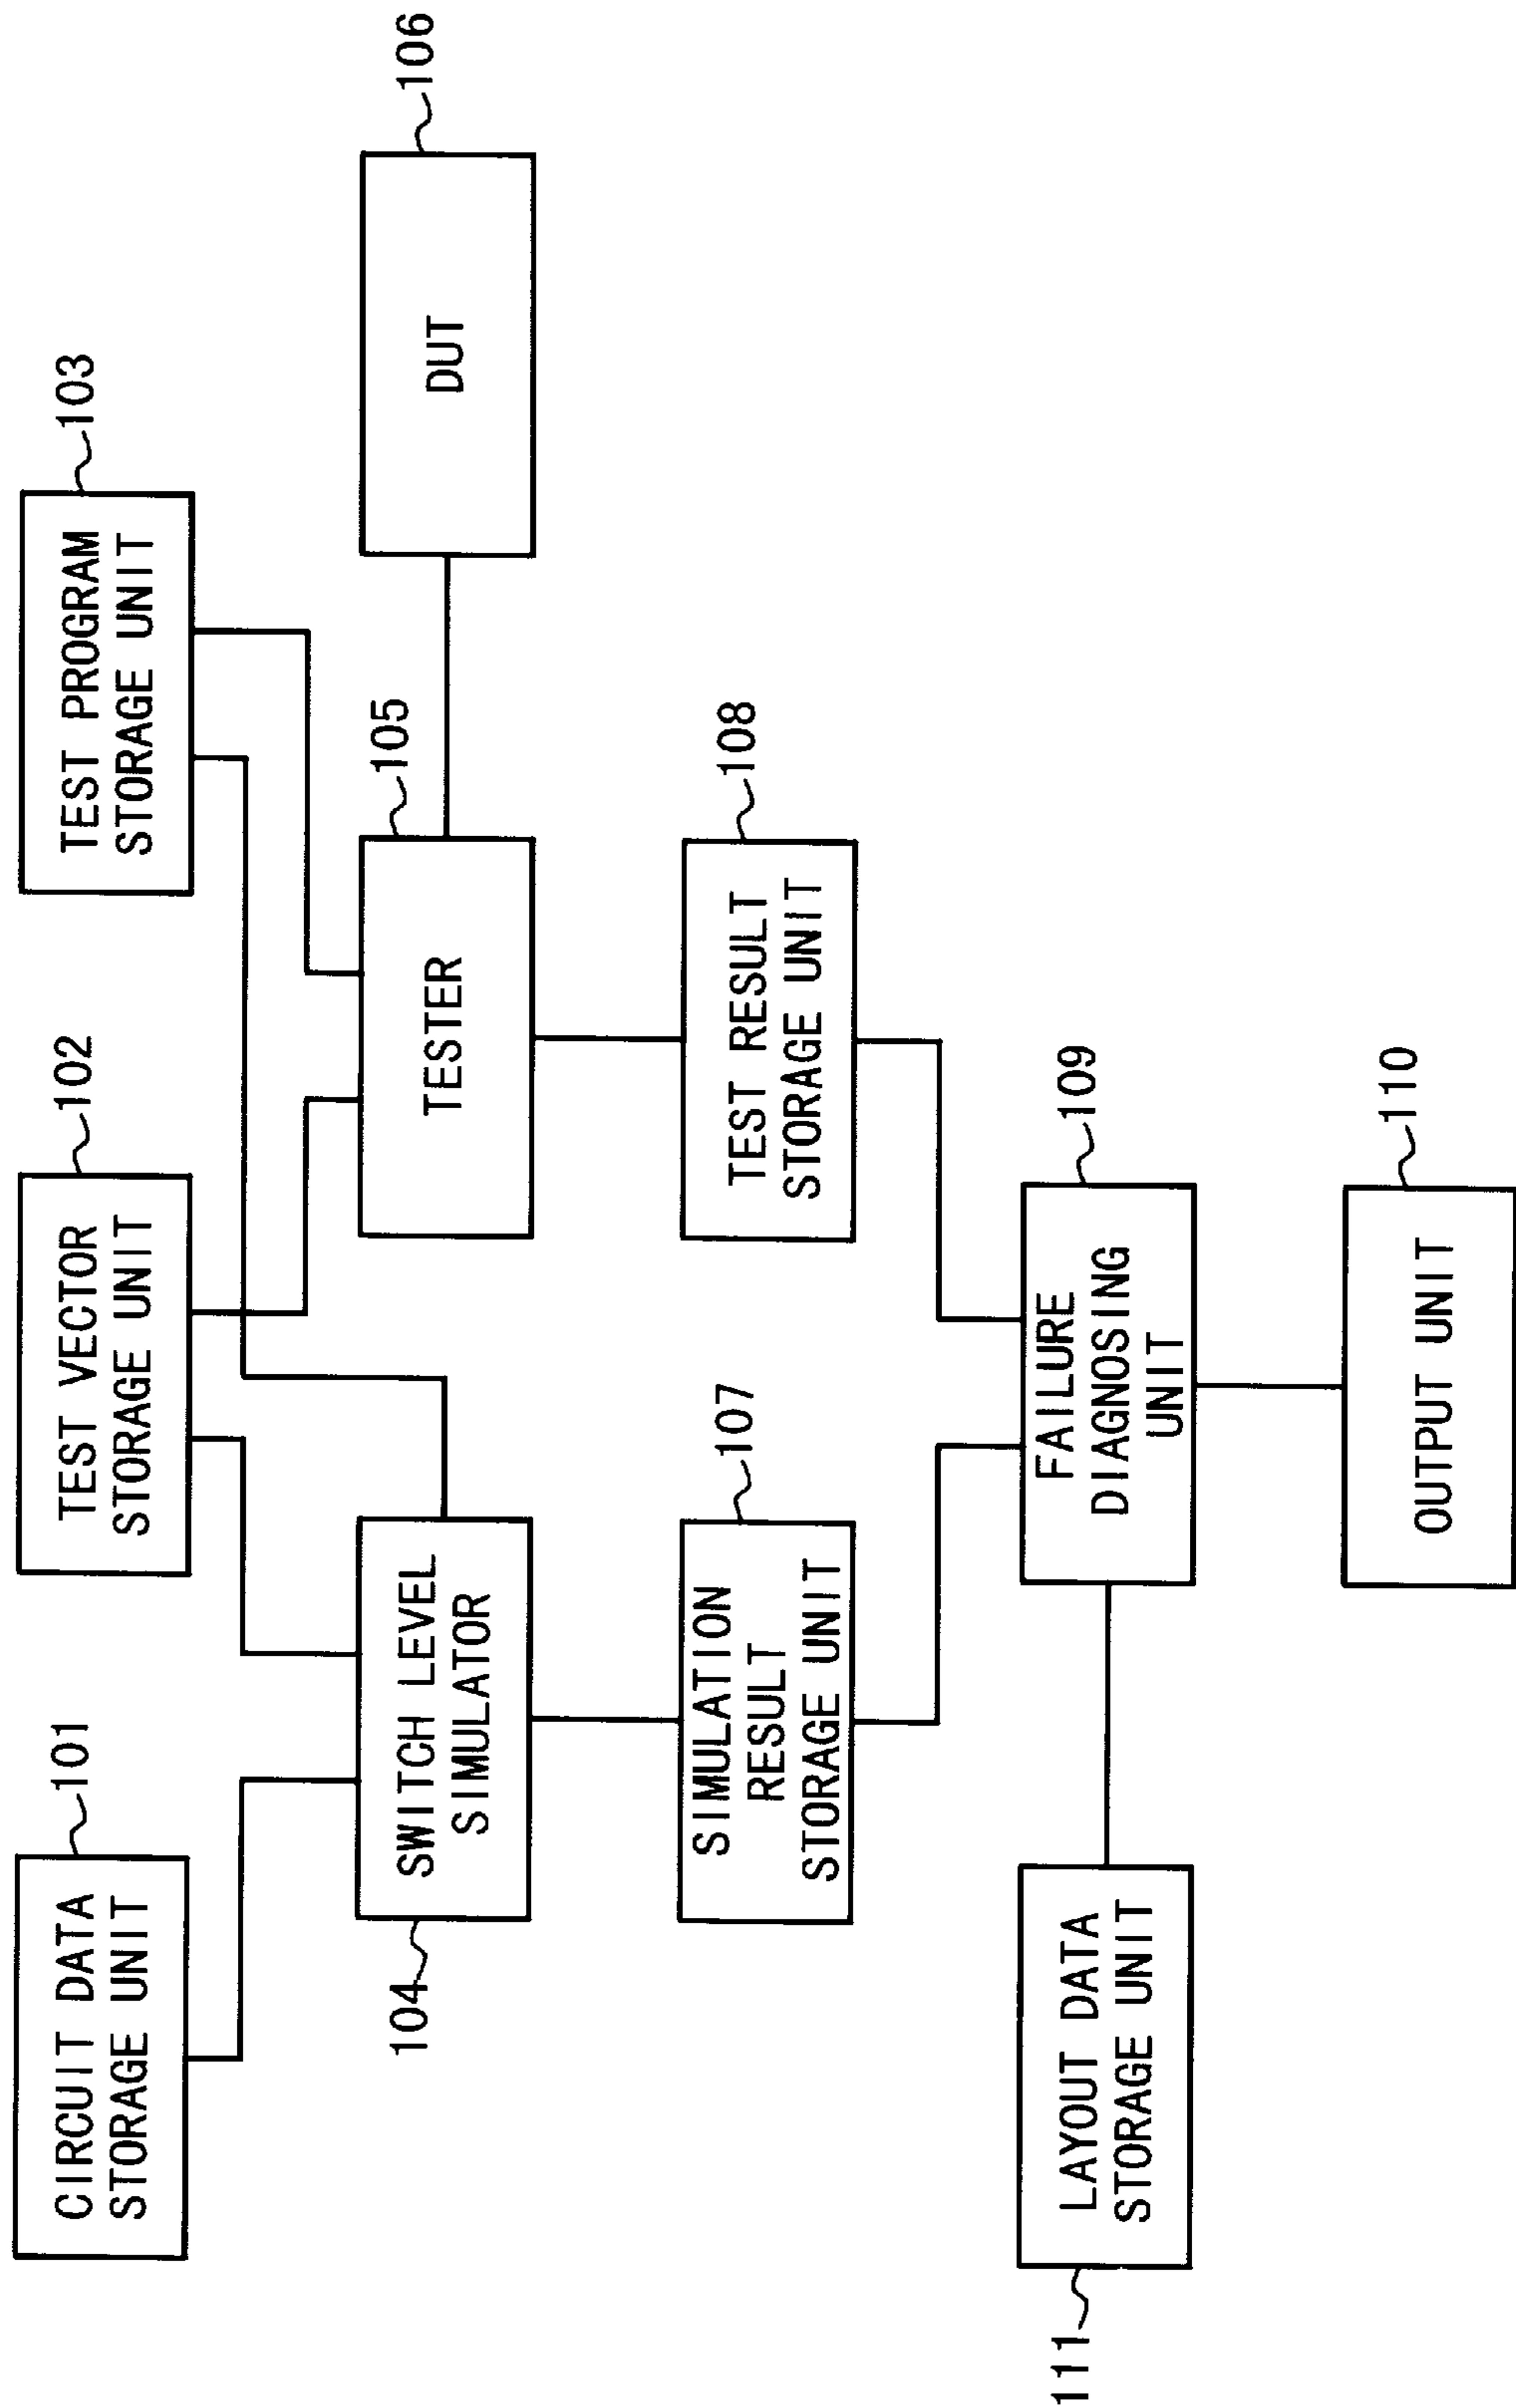 101
CIRCUIT DATA
STORAGE UNIT
102
TEST VECTOR
STORAGE UNIT
103
TEST PROGRAM
STORAGE UNIT
104
SWITCH LEVEL
SIMULATOR
105
TESTER
106
DUT
107
SIMULATION
RESULT
STORAGE UNIT
108
TEST RESULT
STORAGE UNIT
111
LAYOUT DATA
STORAGE UNIT
109
FAILURE
DIAGNOSING
UNIT
110
OUTPUT UNIT